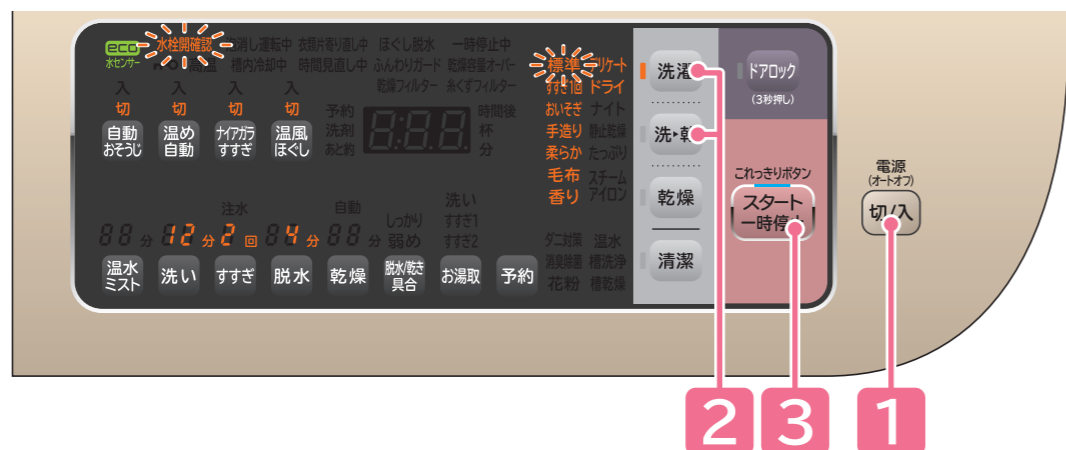 eco 水栓開確認 泡消し運転中 衣類片寄り直し中 ほぐし脱水 一時停止中
水センサー 高温 槽内冷却中 時間見直し中 ふんわりガード 乾燥容量オーバー
乾燥フィルター 糸くずフィルター
入 入 入 入
切 切 切 切
自動おそうじ
温め自動
ナイアガラすすぎ
温風ほぐし
予約
洗剤
あと約
8:88
時間後
杯
分
標準 デリケート
すすぎ1回 ドライ
おいそぎ ナイト
手造り 静止乾燥
柔らか たっぷり
毛布 スチーム
香り アイロン
洗濯
洗▸乾
乾燥
清潔
ドアロック
(3秒押し)
これっきりボタン
スタート
一時停止
電源
(オートオフ)
切/入
注水 自動
しっかり
弱め
洗い
すすぎ1
すすぎ2
88 分 12 分 2 回 4 分 88 分
ダニ対策 温水
消臭除菌 槽洗浄
花粉 槽乾燥
温水ミスト
洗い
すすぎ
脱水
乾燥
脱水/乾き具合
お湯取
予約
2 3 1